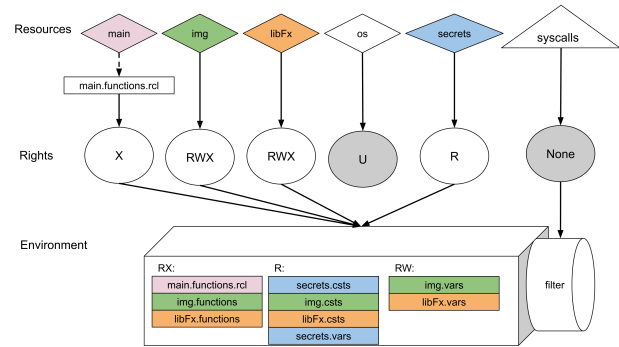 Resources
main
img
libFx
os
secrets
syscalls
main.functions.rcl
Rights
X
RWX
RWX
U
R
None
Environment
RX:
R:
RW:
main.functions.rcl
secrets.csts
img.vars
img.functions
img.csts
libFx.vars
libFx.functions
libFx.csts
secrets.vars
filter